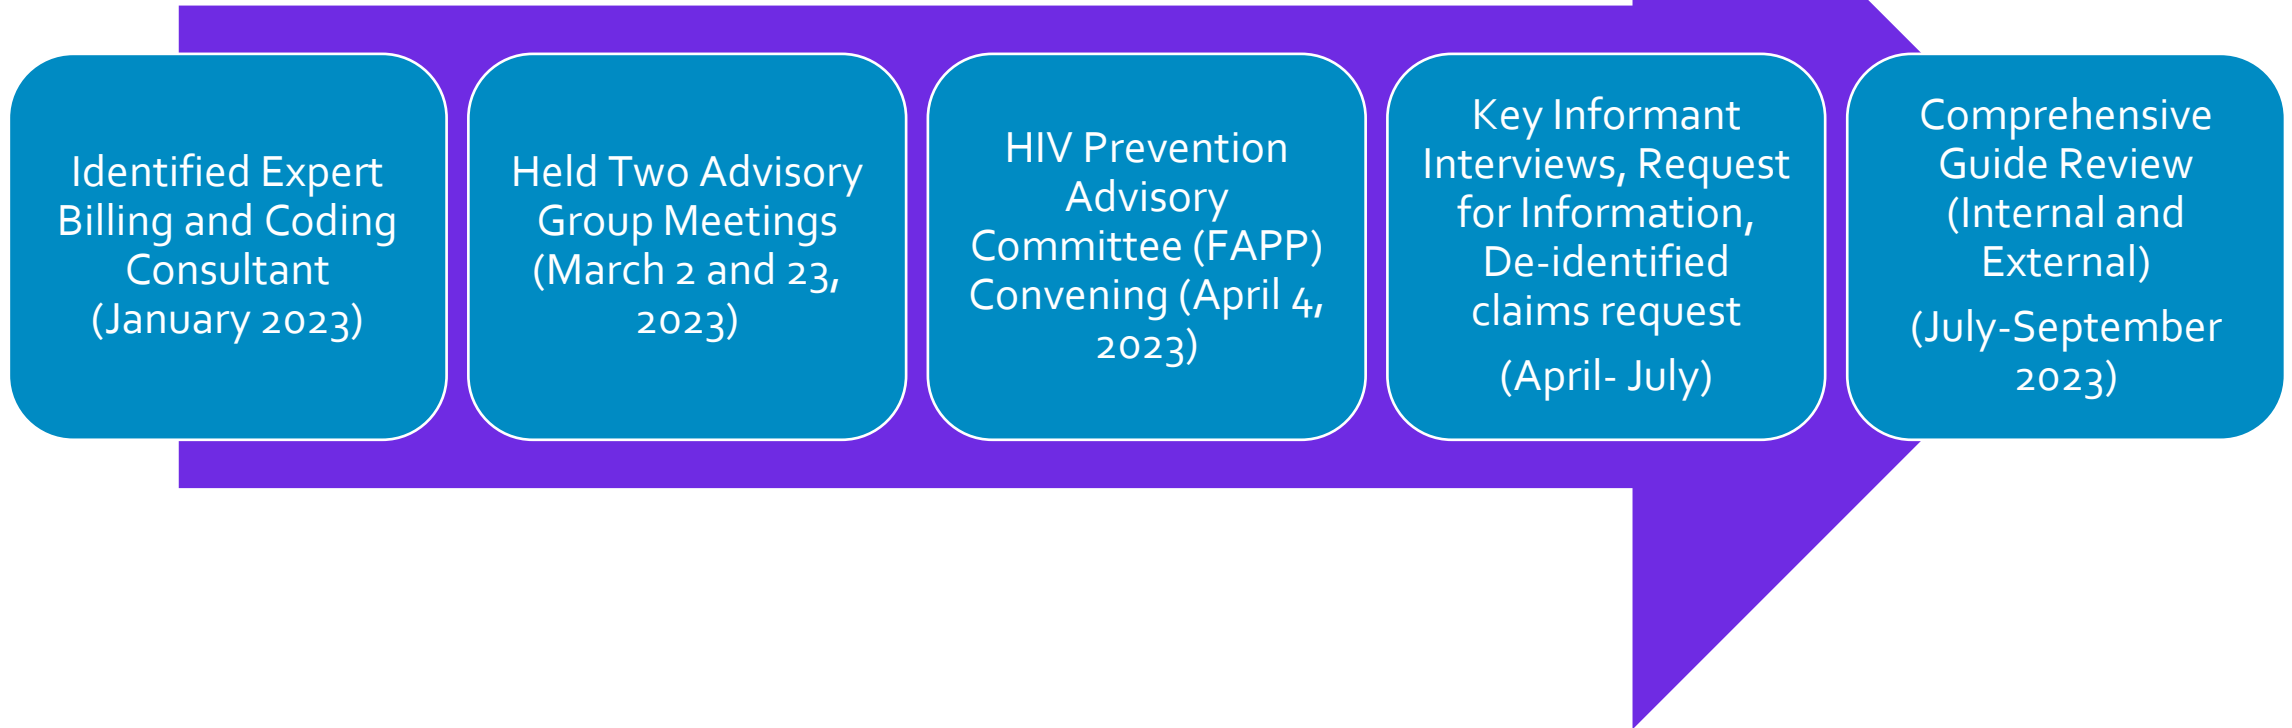 Identified Expert
Billing and Coding
Consultant
(January 2023)
Held Two Advisory
Group Meetings
(March 2 and 23,
2023)
HIV Prevention
Advisory
Committee (FAPP)
Convening (April 4,
2023)
Key Informant
Interviews, Request
for Information,
De-identified
claims request
(April- July)
Comprehensive
Guide Review
(Internal and
External)
(July-September
2023)